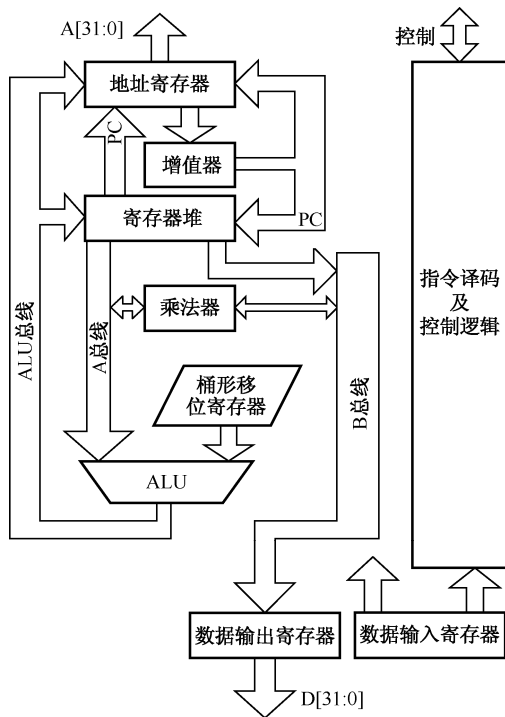 A[31:0]
控制
地址寄存器
PC
增值器
寄存器堆
PC
指令译码
及
控制逻辑
ALU总线
A总线
乘法器
B总线
桶形移
位寄存器
ALU
数据输出寄存器
数据输入寄存器
D[31:0]